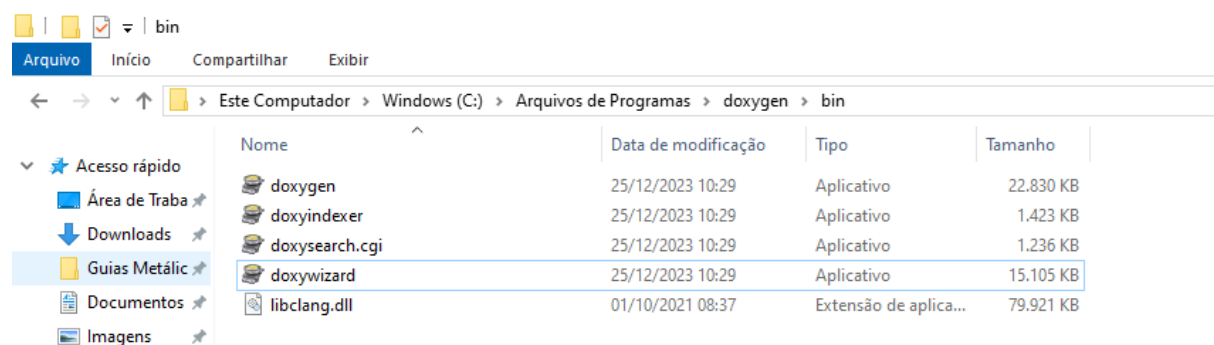 bin
Arquivo Início Compartilhar Exibir
Este Computador > Windows (C:) > Arquivos de Programas > doxygen > bin
Nome Data de modificação Tipo Tamanho
Acesso rápido
Área de Traba
Downloads
Guias Metálic
Documentos
Imagens
doxygen 25/12/2023 10:29 Aplicativo 22.830 KB
doxyindexer 25/12/2023 10:29 Aplicativo 1.423 KB
doxysearch.cgi 25/12/2023 10:29 Aplicativo 1.236 KB
doxywizard 25/12/2023 10:29 Aplicativo 15.105 KB
libclang.dll 01/10/2021 08:37 Extensão de aplica... 79.921 KB